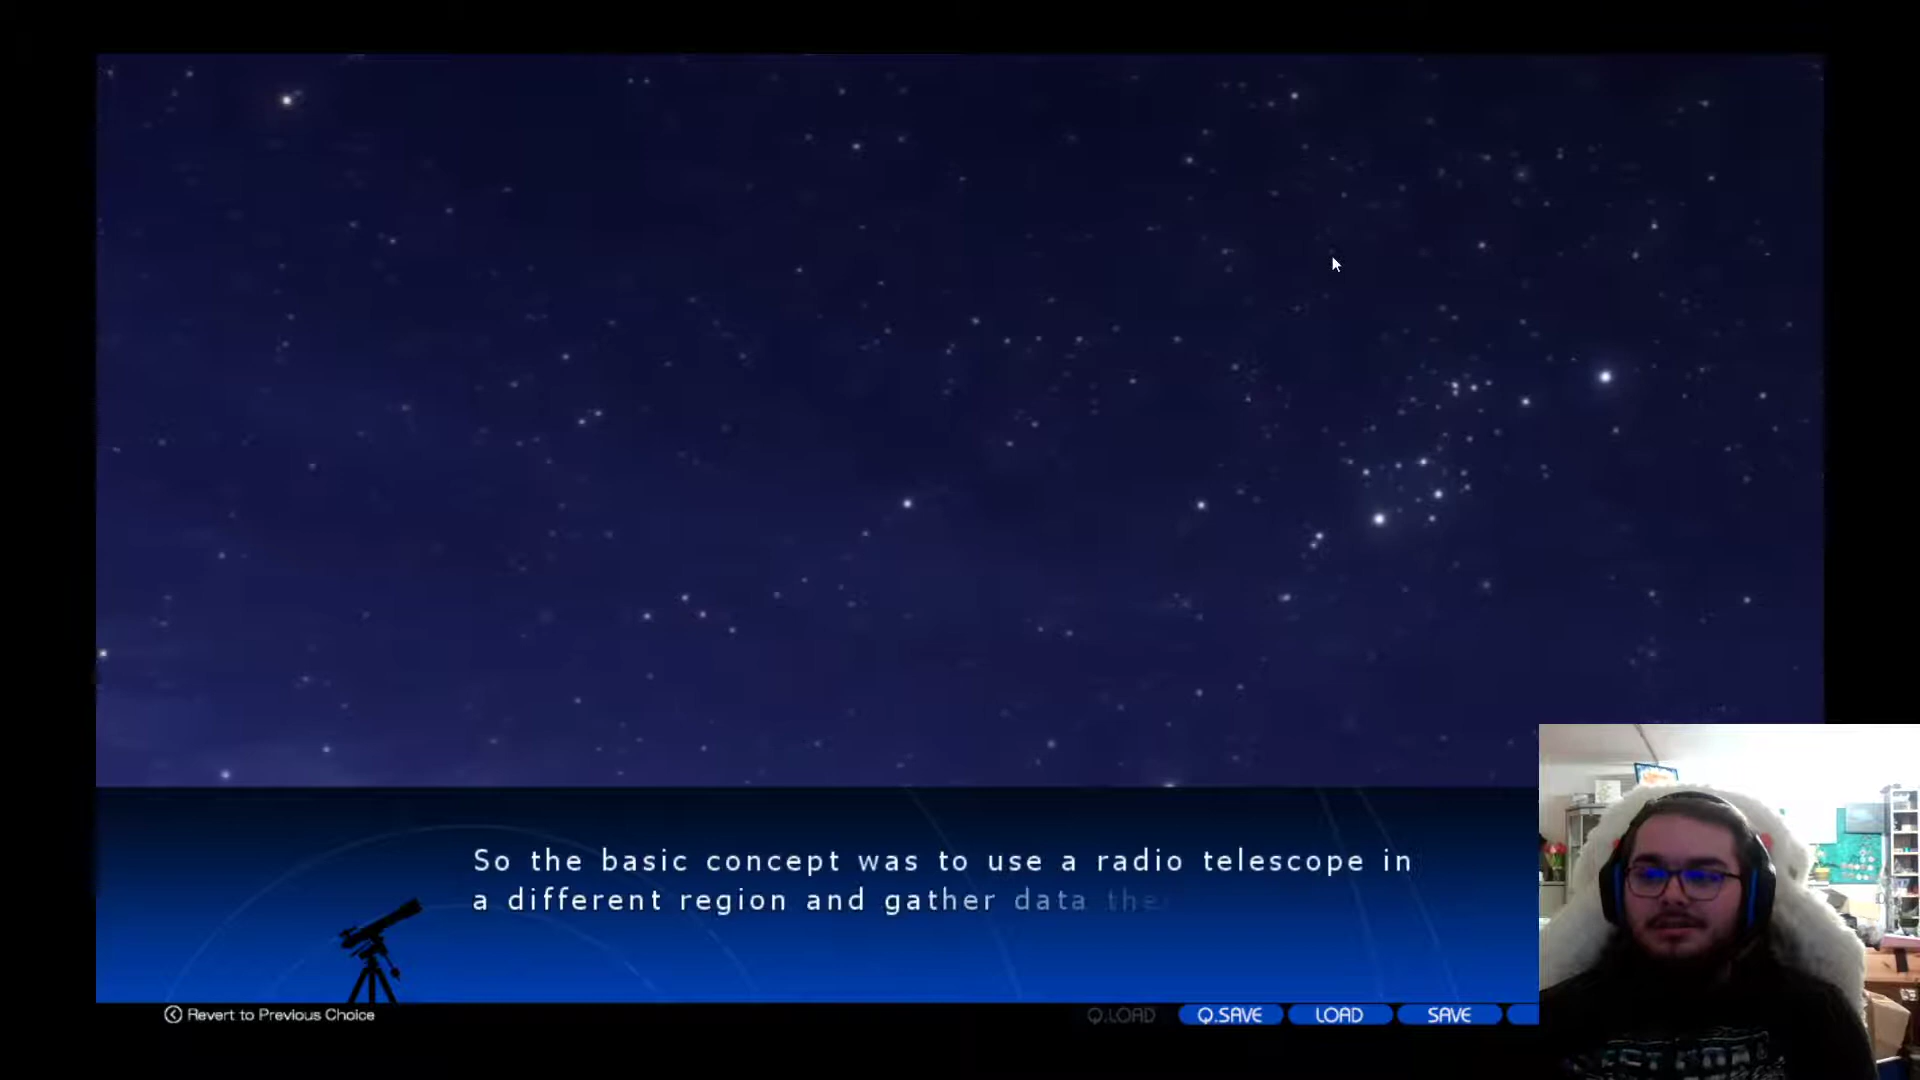 So the basic concept was to use a radio telescope in
a different region and gather data the
Revert to Previous Choice
Q.LOAD
Q.SAVE
LOAD
SAVE